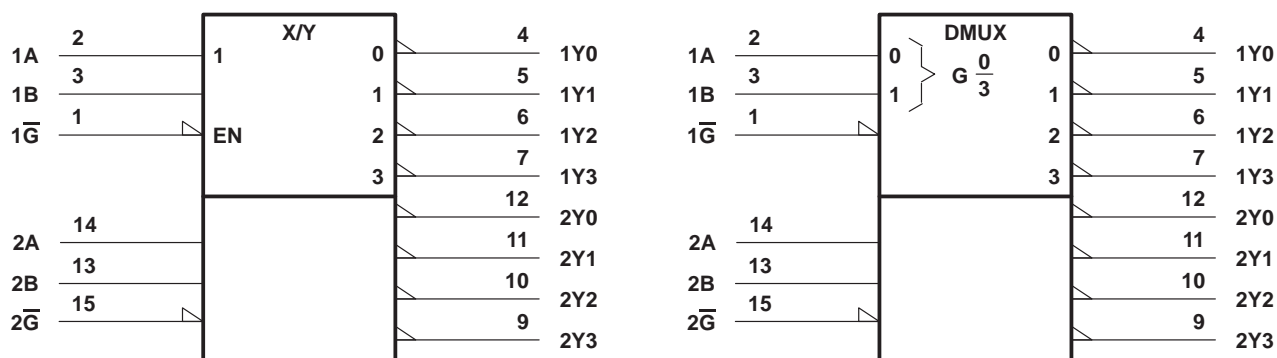 X/Y
2 4
1A 1 0 1Y0
3 5
1B 1 1Y1
1 6
1G̅ EN 2 1Y2
7
3 1Y3
12
2Y0
14 11
2A 2Y1
13 10
2B 2Y2
15 9
2G̅ 2Y3
DMUX
2 4
1A 0 0 1Y0
G 0/3
3 5
1B 1 1 1Y1
1 6
1G̅ 2 1Y2
7
3 1Y3
12
2Y0
14 11
2A 2Y1
13 10
2B 2Y2
15 9
2G̅ 2Y3